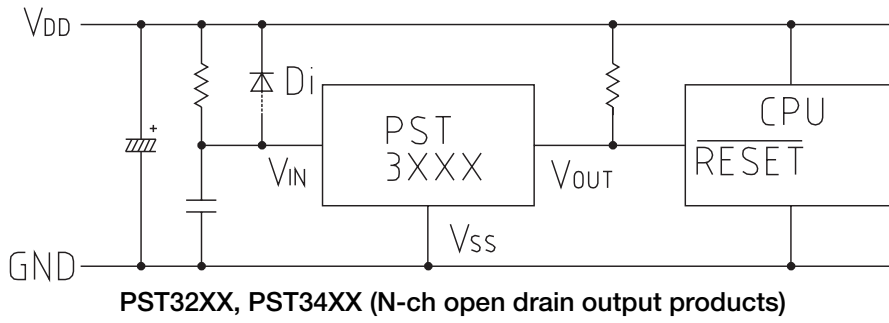 VDD
+
Di
PST
3XXX
VIN
VOUT
CPU
RESET
VSS
GND
PST32XX, PST34XX (N-ch open drain output products)